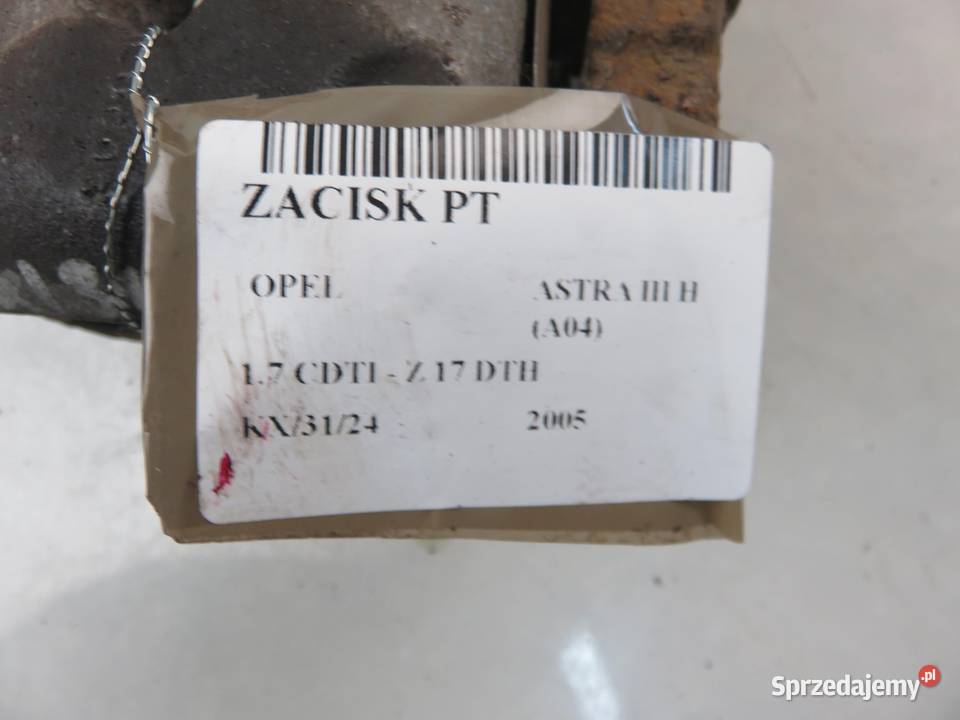 ZACISK PT
OPEL
ASTRA III H
(A04)
1.7 CDTI - Z 17 DTH
KX/31/24
2005
Sprzedajemy.pl